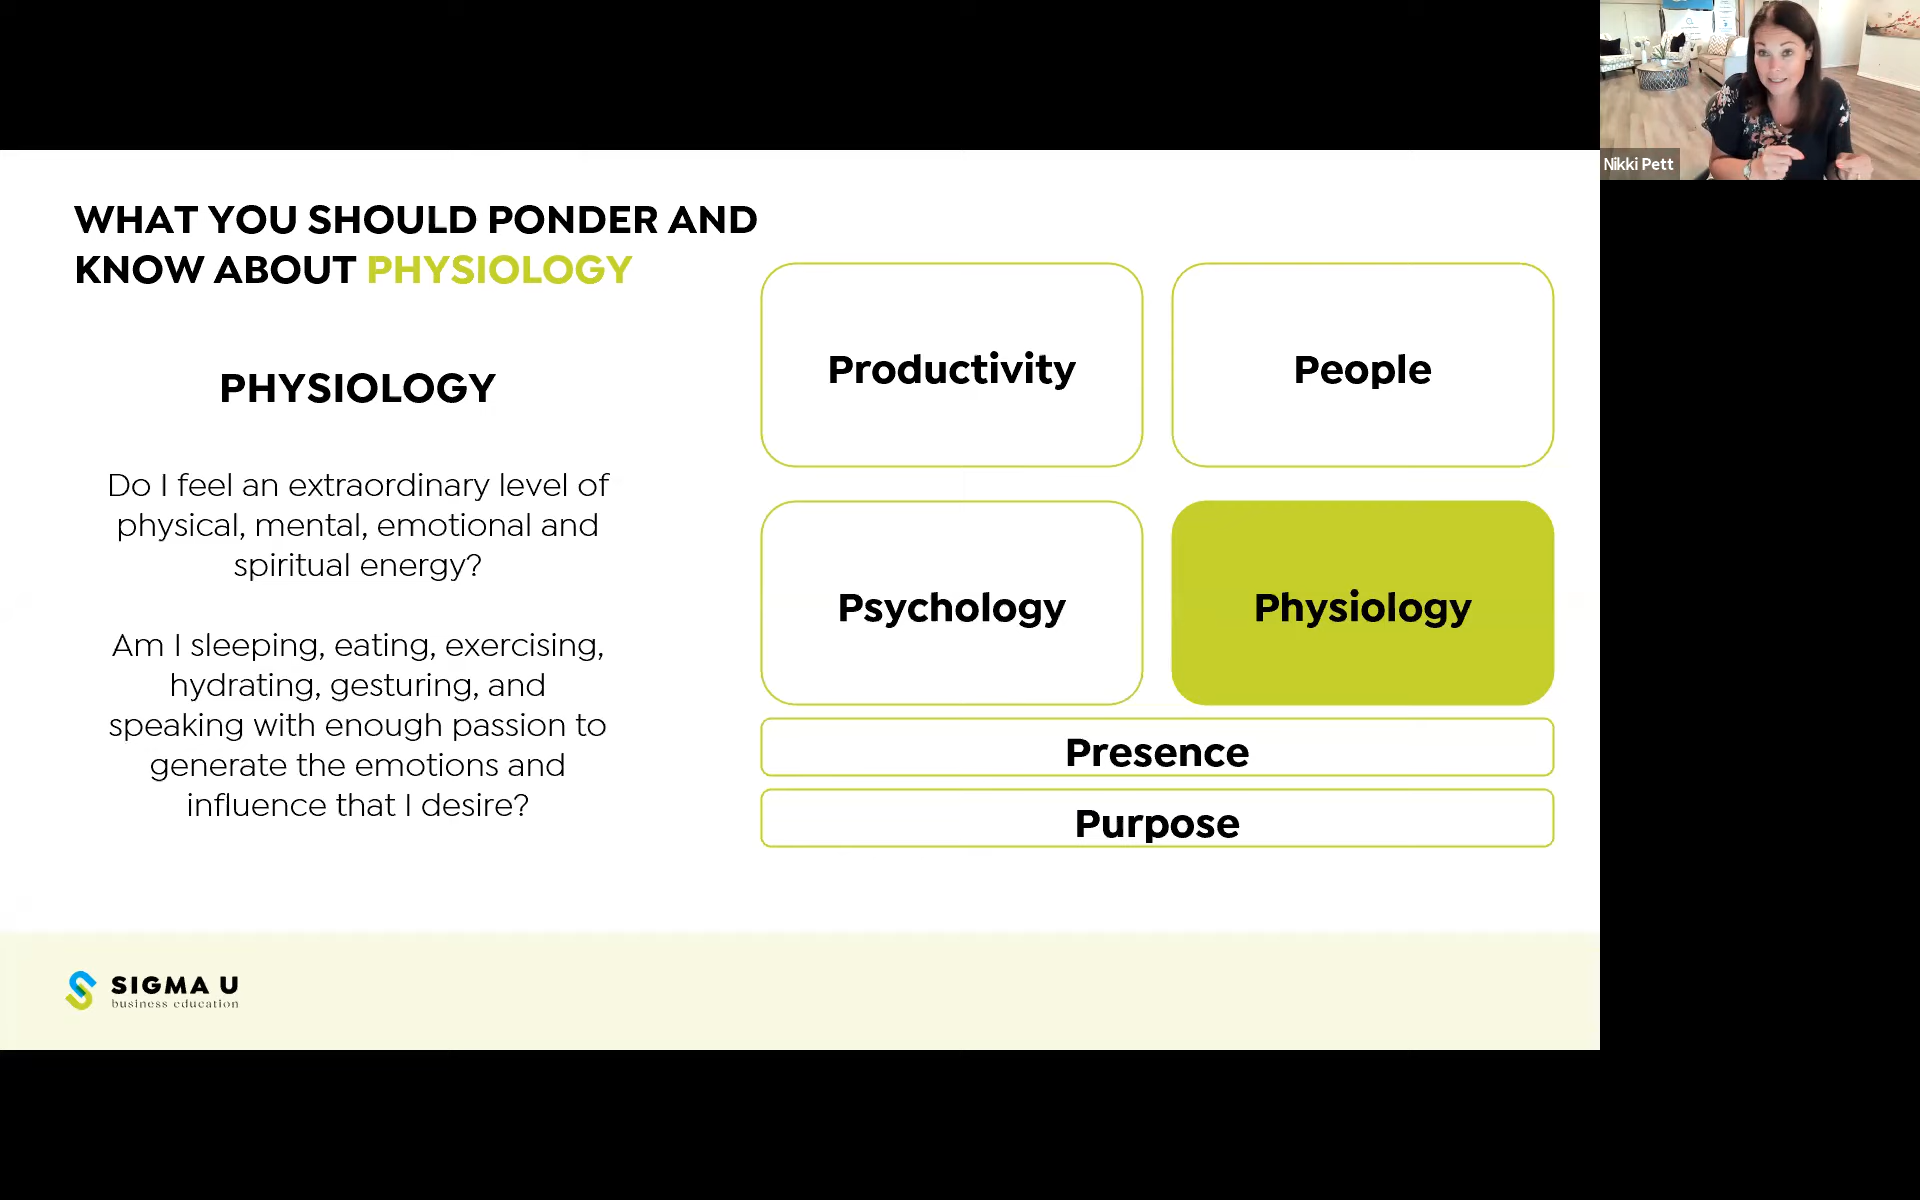 Nikki Pett
WHAT YOU SHOULD PONDER AND
KNOW ABOUT PHYSIOLOGY
PHYSIOLOGY
Do I feel an extraordinary level of
physical, mental, emotional and
spiritual energy?
Am I sleeping, eating, exercising,
hydrating, gesturing, and
speaking with enough passion to
generate the emotions and
influence that I desire?
Productivity
People
Psychology
Physiology
Presence
Purpose
SIGMA U
business education